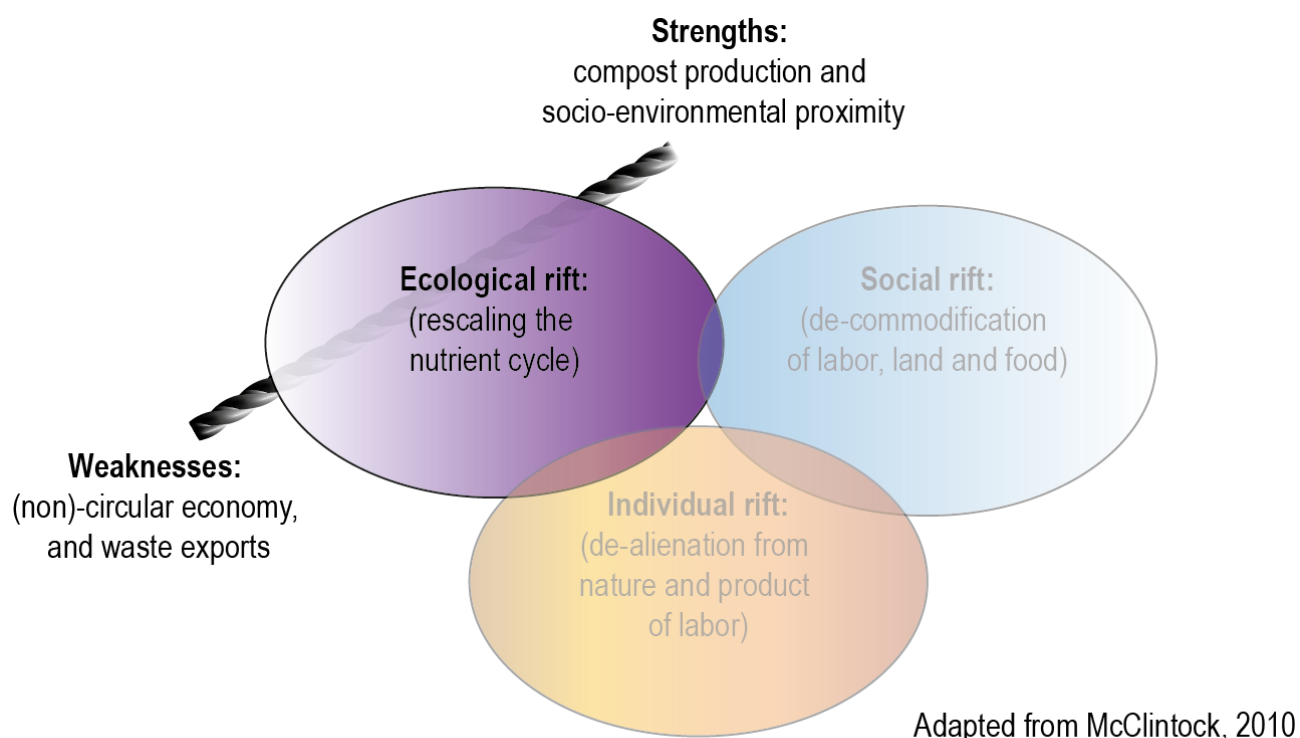 Strengths:
compost production and
socio-environmental proximity
Ecological rift:
(rescaling the
nutrient cycle)
Social rift:
(de-commodification
of labor, land and food)
Weaknesses:
(non)-circular economy,
and waste exports
Individual rift:
(de-alienation from
nature and product
of labor)
Adapted from McClintock, 2010